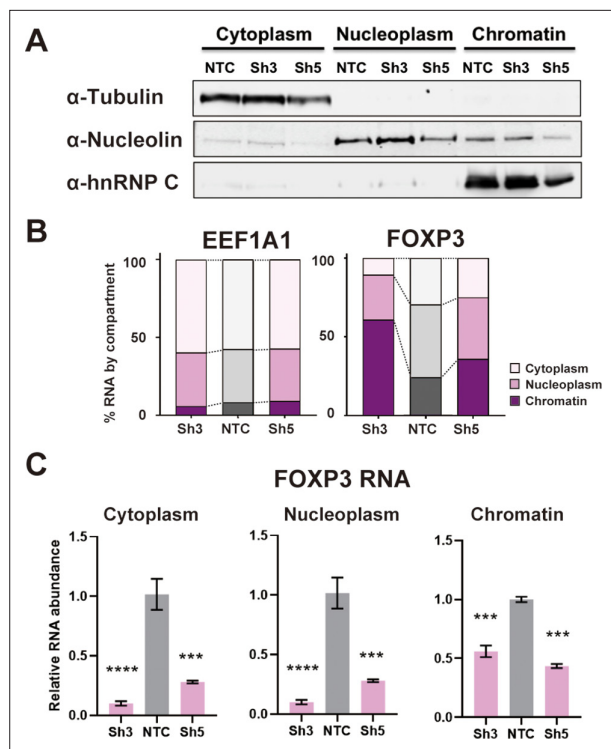 A
Cytoplasm Nucleoplasm Chromatin
NTC Sh3 Sh5 NTC Sh3 Sh5 NTC Sh3 Sh5
α-Tubulin
α-Nucleolin
α-hnRNP C
B
EEF1A1 FOXP3
% RNA by compartment
100
50
0
Sh3 NTC Sh5
100
50
0
Sh3 NTC Sh5
Cytoplasm
Nucleoplasm
Chromatin
C
FOXP3 RNA
Cytoplasm Nucleoplasm Chromatin
Relative RNA abundance
1.5
1.0
0.5
0.0
**** ***
Sh3 NTC Sh5
1.5
1.0
0.5
0
**** ***
Sh3 NTC Sh5
1.5
1.0
0.5
0.0
*** ***
Sh3 NTC Sh5